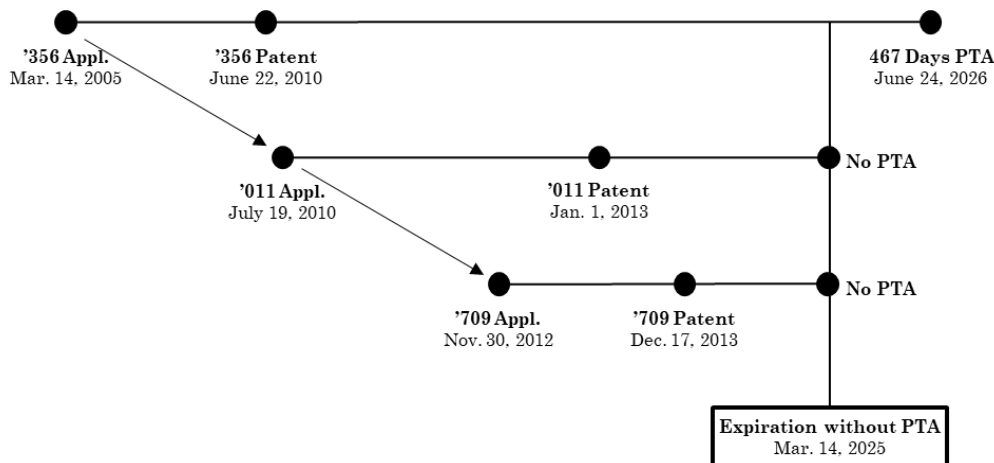 ’356 Appl.
Mar. 14, 2005
’356 Patent
June 22, 2010
467 Days PTA
June 24, 2026
’011 Appl.
July 19, 2010
’011 Patent
Jan. 1, 2013
No PTA
’709 Appl.
Nov. 30, 2012
’709 Patent
Dec. 17, 2013
No PTA
Expiration without PTA
Mar. 14, 2025